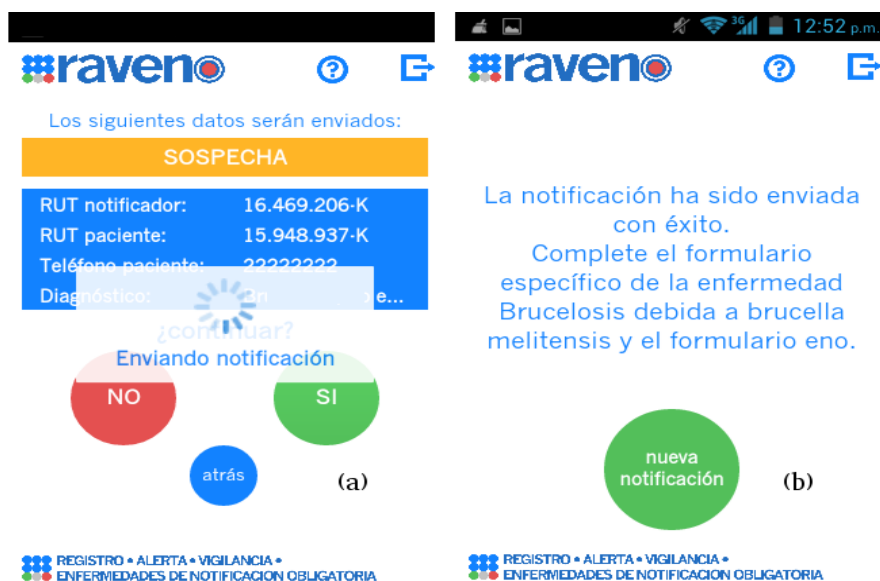 raveno
Los siguientes datos serán enviados:
SOSPECHA
RUT notificador: 16.469.206-K
RUT paciente: 15.948.937-K
Teléfono paciente: 22222222
Diagnóstico: e...
¿continuar?
Enviando notificación
NO
SI
atrás
(a)
REGISTRO • ALERTA • VIGILANCIA •
ENFERMEDADES DE NOTIFICACION OBLIGATORIA
3G 12:52 p.m.
raveno
La notificación ha sido enviada
con éxito.
Complete el formulario
específico de la enfermedad
Brucelosis debida a brucella
melitensis y el formulario eno.
nueva
notificación
(b)
REGISTRO • ALERTA • VIGILANCIA •
ENFERMEDADES DE NOTIFICACION OBLIGATORIA